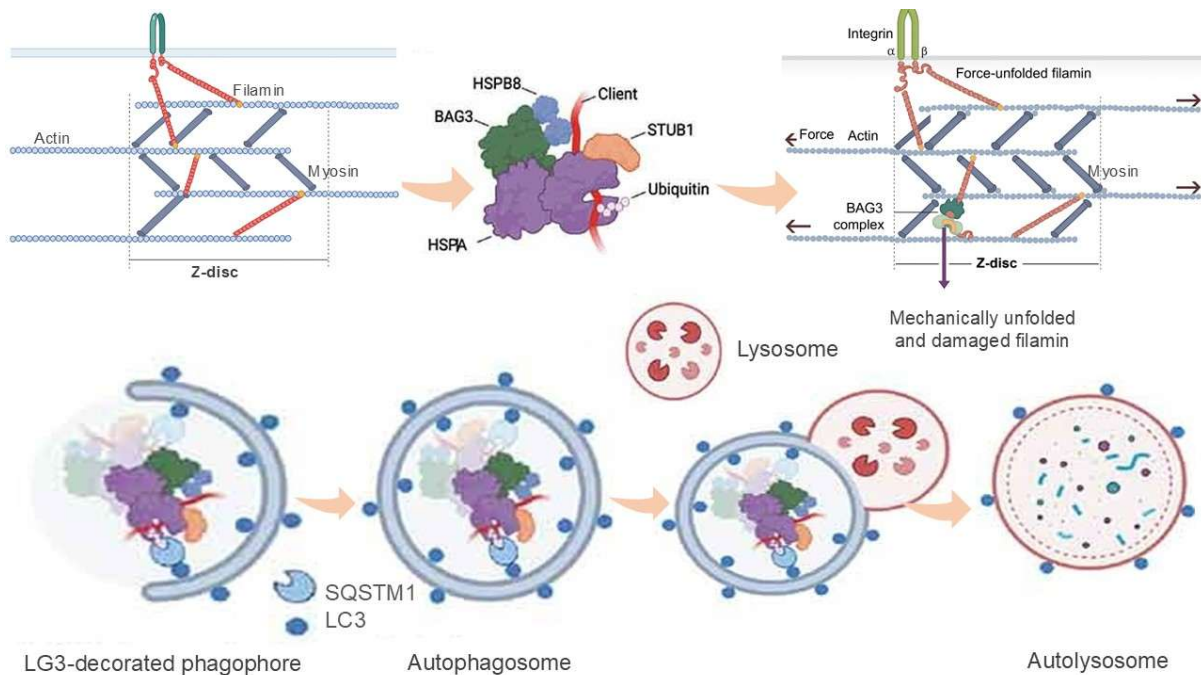 Filamin
Actin
Myosin
Z-disc
HSPB8
BAG3
Client
STUB1
Ubiquitin
HSPA
Integrin
α
β
Force-unfolded filamin
Force
Actin
Myosin
BAG3
complex
Z-disc
Mechanically unfolded
and damaged filamin
Lysosome
SQSTM1
LC3
LG3-decorated phagophore
Autophagosome
Autolysosome